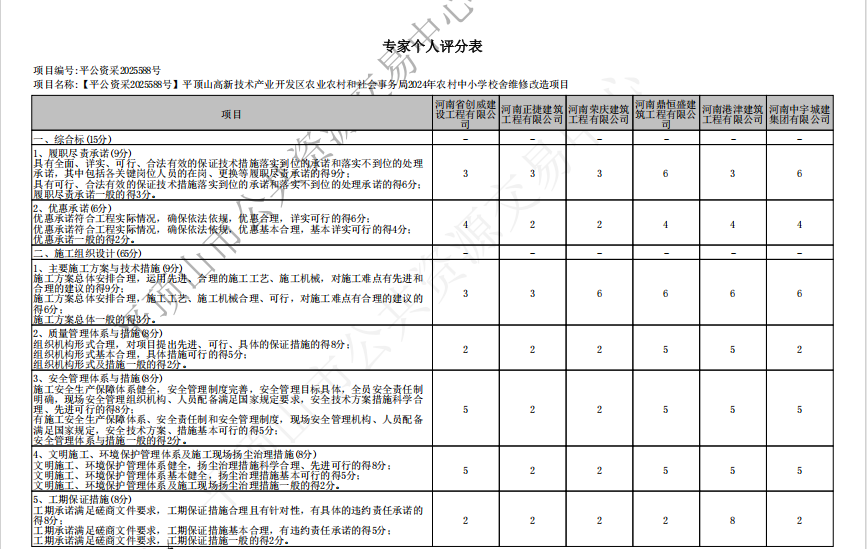 专家个人评分表
项目编号:平公资采2025588号
项目名称:【平公资采2025588号】平顶山高新技术产业开发区农业农村和社会事务局2024年农村中小学校舍维修改造项目
项目
河南省创威建设工程有限公司
河南正捷建筑工程有限公司
河南荣庆建筑工程有限公司
河南鼎恒盛建筑工程有限公司
河南港津建筑工程有限公司
河南中宇城建集团有限公司
一、综合标(15分) - - - - - -
1、履职尽责承诺(9分)
具有全面、详实、可行、合法有效的保证技术措施落实到位的承诺和落实不到位的处理
承诺，其中包括各关键岗位人员的在岗、更换等履职尽责承诺的得9分；
具有可行、合法有效的保证技术措施落实到位的承诺和落实不到位的处理承诺的得6分；
履职尽责承诺一般的得3分。
3 3 3 6 3 6
2、优惠承诺(6分)
优惠承诺符合工程实际情况，确保依法依规，优惠合理，详实可行的得6分；
优惠承诺符合工程实际情况，确保依法依规，优惠基本合理，基本详实可行的得4分；
优惠承诺一般的得2分。
4 2 2 4 4 4
二、施工组织设计(65分) - - - - - -
1、主要施工方案与技术措施(9分)
施工方案总体安排合理，运用先进、合理的施工工艺、施工机械，对施工难点有先进和
合理的建议的得9分；
施工方案总体安排合理，施工工艺、施工机械合理、可行，对施工难点有合理的建议的
得6分；
施工方案总体一般的得3分。
3 3 6 6 6 6
2、质量管理体系与措施(8分)
组织机构形式合理，对项目提出先进、可行、具体的保证措施的得8分；
组织机构形式基本合理，具体措施可行的得5分；
组织机构形式及措施一般的得2分。
2 2 2 5 5 2
3、安全管理体系与措施(8分)
施工安全生产保障体系健全，安全管理制度完善，安全管理目标具体，全员安全责任制
明确，现场安全管理组织机构、人员配备满足国家规定要求，安全技术方案措施科学合
理、先进可行的得8分；
有施工安全生产保障体系、安全责任制和安全管理制度，现场安全管理机构、人员配备
满足国家规定，安全技术方案、措施基本可行的得5分；
安全管理体系与措施一般的得2分。
5 2 2 5 5 5
4、文明施工、环境保护管理体系及施工现场扬尘治理措施(8分)
文明施工、环境保护管理体系健全，扬尘治理措施科学合理、先进可行的得8分；
文明施工、环境保护管理体系基本健全，扬尘治理措施基本可行的得5分；
文明施工、环境保护管理体系及施工现场扬尘治理措施一般的得2分。
5 2 2 5 5 5
5、工期保证措施(8分)
工期承诺满足磋商文件要求，工期保证措施合理且有针对性，有具体的违约责任承诺的
得8分；
工期承诺满足磋商文件要求，工期保证措施基本合理，有违约责任承诺的得5分；
工期承诺满足磋商文件要求，工期保证措施一般的得2分。
2 2 2 2 8 2
平顶山市公共资源交易中心
平顶山市公共资源交易中心